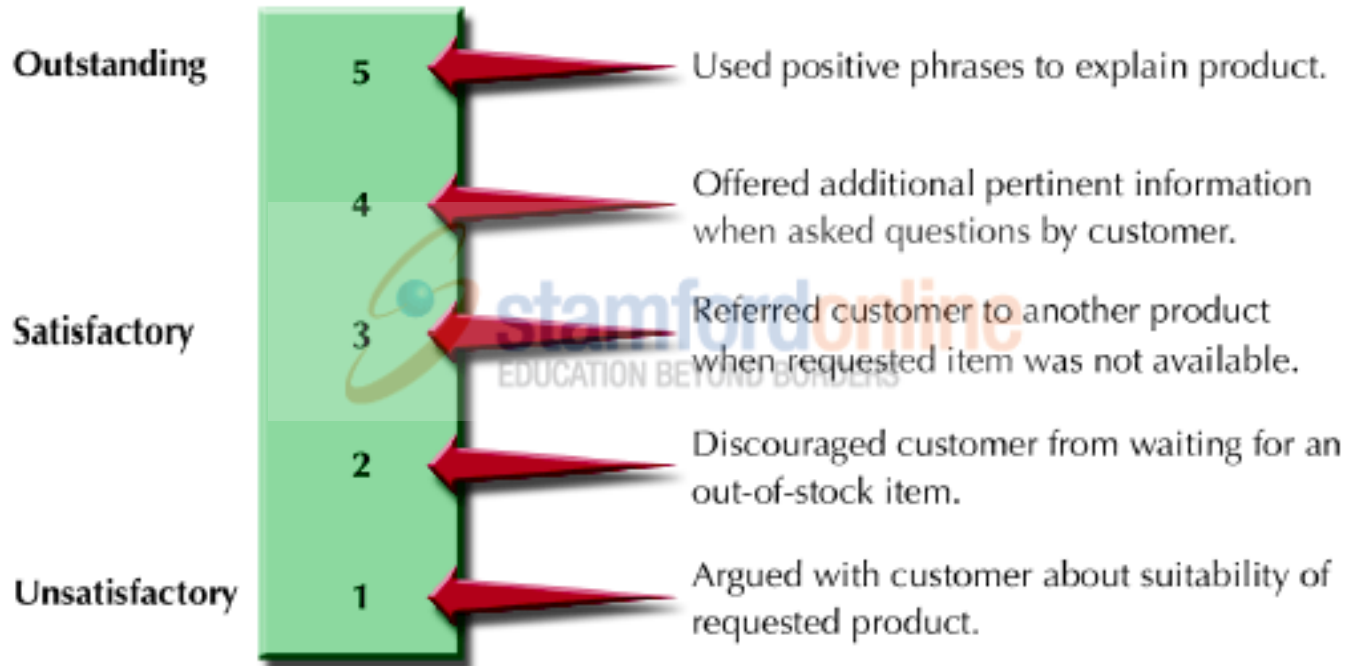 Outstanding 5 Used positive phrases to explain product.
4 Offered additional pertinent information
when asked questions by customer.
stamfordonline
EDUCATION BEYOND BORDERS
Satisfactory 3 Referred customer to another product
when requested item was not available.
2 Discouraged customer from waiting for an
out-of-stock item.
Unsatisfactory 1 Argued with customer about suitability of
requested product.